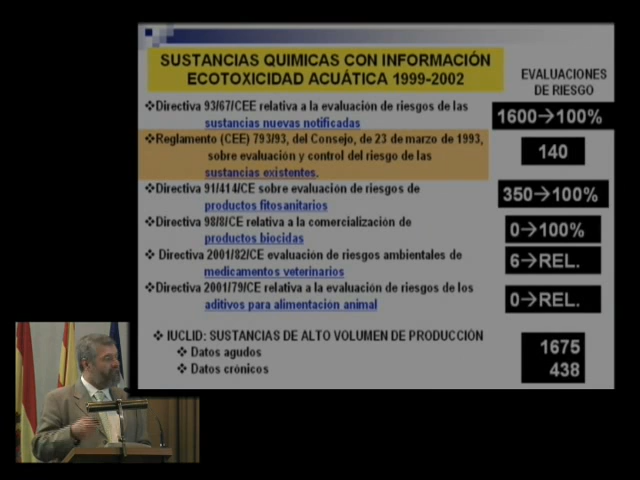 SUSTANCIAS QUIMICAS CON INFORMACIÓN
ECOTOXICIDAD ACUÁTICA 1999-2002
EVALUACIONES
DE RIESGO
❖Directiva 93/67/CEE relativa a la evaluación de riesgos de las
sustancias nuevas notificadas
1600→100%
❖Reglamento (CEE) 793/93, del Consejo, de 23 de marzo de 1993,
sobre evaluación y control del riesgo de las
sustancias existentes.
140
❖Directiva 91/414/CE sobre evaluación de riesgos de
productos fitosanitarios
350→100%
❖Directiva 98/8/CE relativa a la comercialización de
productos biocidas
0→100%
❖ Directiva 2001/82/CE evaluación de riesgos ambientales de
medicamentos veterinarios
6→REL.
❖Directiva 2001/79/CE relativa a la evaluación de riesgos de los
aditivos para alimentación animal
0→REL.
❖ IUCLID: SUSTANCIAS DE ALTO VOLUMEN DE PRODUCCIÓN
❖ Datos agudos
1675
❖ Datos crónicos
438